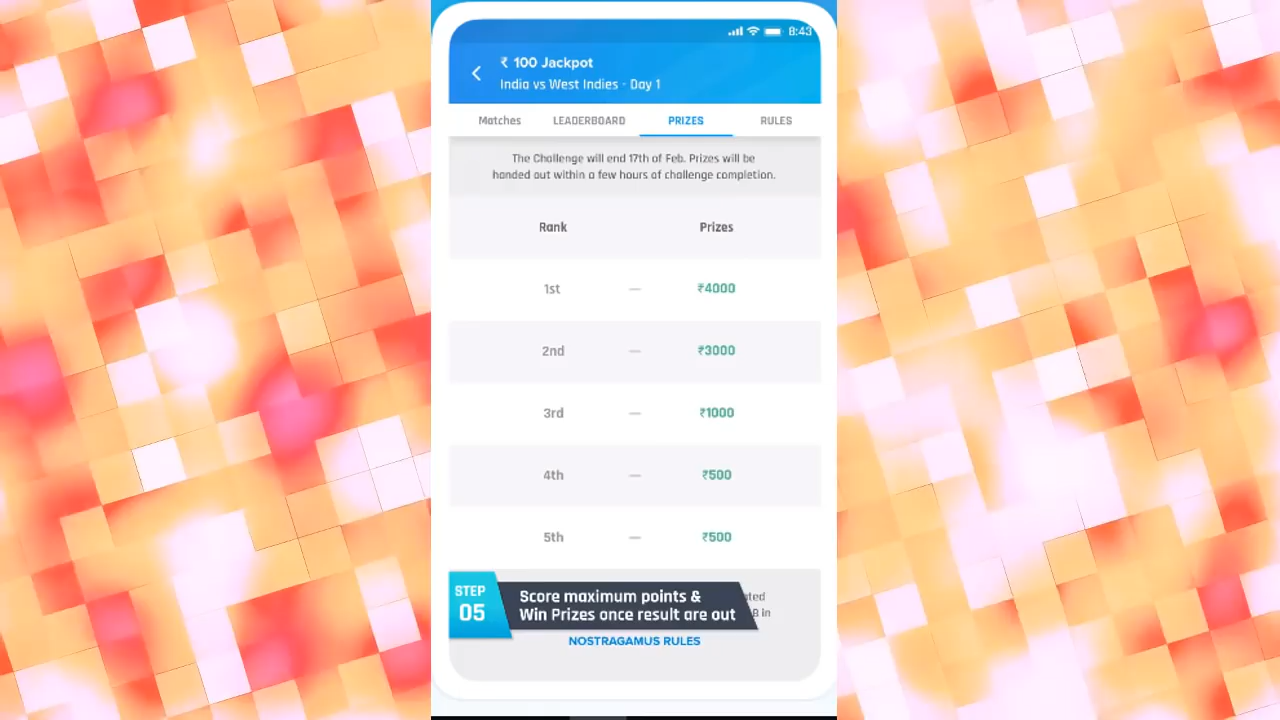 8:43
₹ 100 Jackpot
India vs West Indies - Day 1
Matches LEADERBOARD PRIZES RULES
The Challenge will end 17th of Feb. Prizes will be
handed out within a few hours of challenge completion.
Rank Prizes
1st — ₹4000
2nd — ₹3000
3rd — ₹1000
4th — ₹500
5th — ₹500
STEP
05
Score maximum points &
Win Prizes once result are out
in
NOSTRAGAMUS RULES